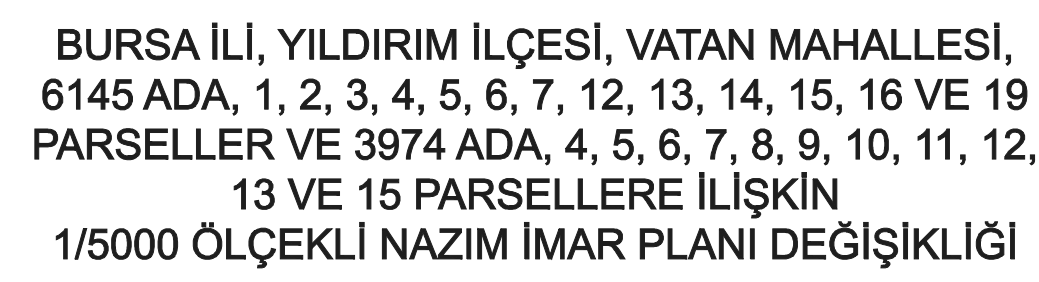 BURSA İLİ, YILDIRIM İLÇESİ, VATAN MAHALLESİ,
6145 ADA, 1, 2, 3, 4, 5, 6, 7, 12, 13, 14, 15, 16 VE 19
PARSELLER VE 3974 ADA, 4, 5, 6, 7, 8, 9, 10, 11, 12,
13 VE 15 PARSELLERE İLİŞKİN
1/5000 ÖLÇEKLİ NAZIM İMAR PLANI DEĞİŞİKLİĞİ